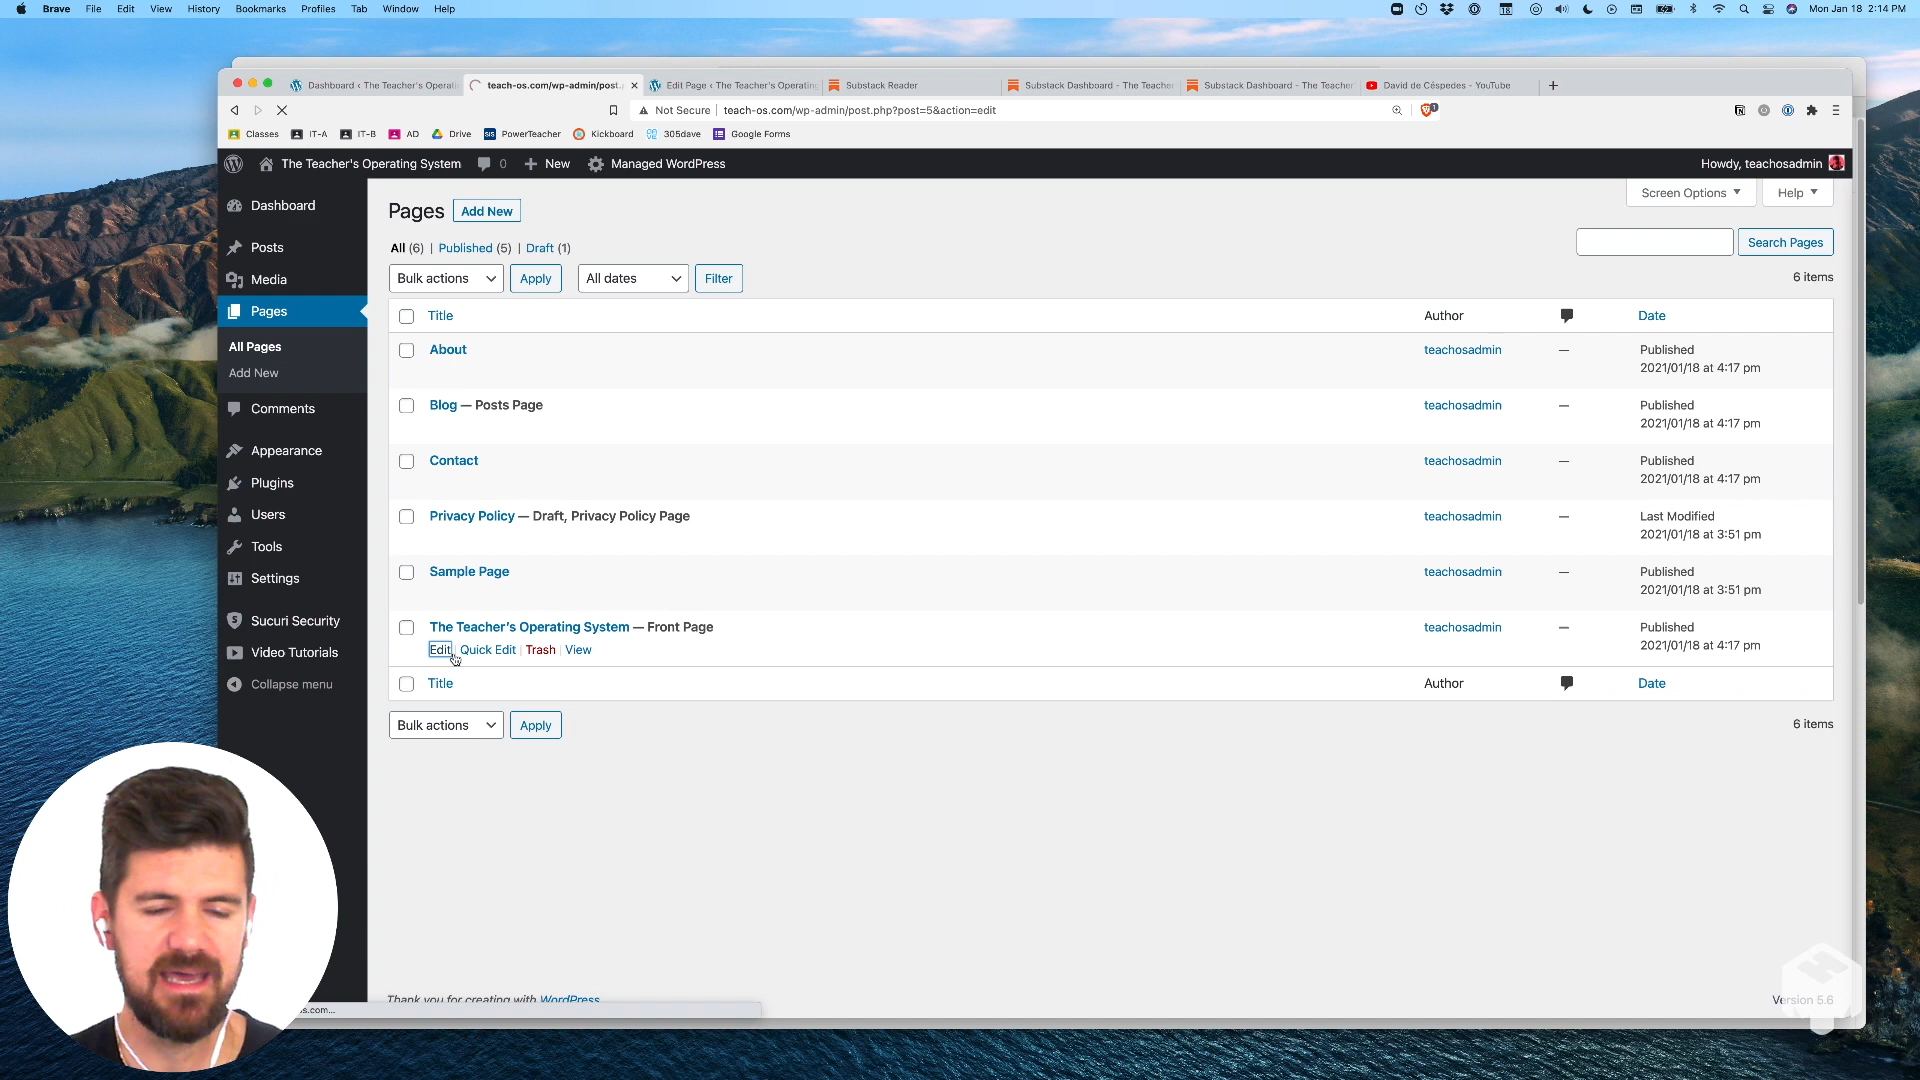 Brave File Edit View History Bookmarks Profiles Tab Window Help
18
Mon Jan 18 2:14 PM
Dashboard < The Teacher's Operati
teach-os.com/wp-admin/post.
Edit Page < The Teacher's Operating
Substack Reader
Substack Dashboard - The Teacher
Substack Dashboard - The Teacher'
David de Céspedes - YouTube
Not Secure
teach-os.com/wp-admin/post.php?post=5&action=edit
1
Classes IT-A IT-B AD Drive SIS PowerTeacher Kickboard 305dave Google Forms
The Teacher's Operating System 0 New Managed WordPress
Howdy, teachosadmin
Screen Options
Help
Dashboard
Posts
Media
Pages
All Pages
Add New
Comments
Appearance
Plugins
Users
Tools
Settings
Sucuri Security
Video Tutorials
Collapse menu
Pages Add New
All (6) | Published (5) | Draft (1)
Search Pages
Bulk actions Apply All dates Filter
6 items
Title Author Date
About teachosadmin — Published
2021/01/18 at 4:17 pm
Blog — Posts Page teachosadmin — Published
2021/01/18 at 4:17 pm
Contact teachosadmin — Published
2021/01/18 at 4:17 pm
Privacy Policy — Draft, Privacy Policy Page teachosadmin — Last Modified
2021/01/18 at 3:51 pm
Sample Page teachosadmin — Published
2021/01/18 at 3:51 pm
The Teacher's Operating System — Front Page teachosadmin — Published
2021/01/18 at 4:17 pm
Edit | Quick Edit | Trash | View
Title Author Date
Bulk actions Apply
6 items
Thank you for creating with WordPress
Version 5.6
s.com...